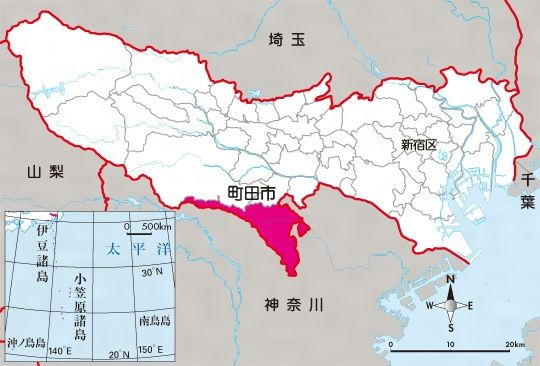 埼玉
山梨
新宿区
町田市
千葉
神奈川
0 500km
太平洋
伊豆諸島
30°N
小笠原諸島
南鳥島
沖ノ鳥島
140°E
20°N
150°E
N
W E
S
0 10 20km